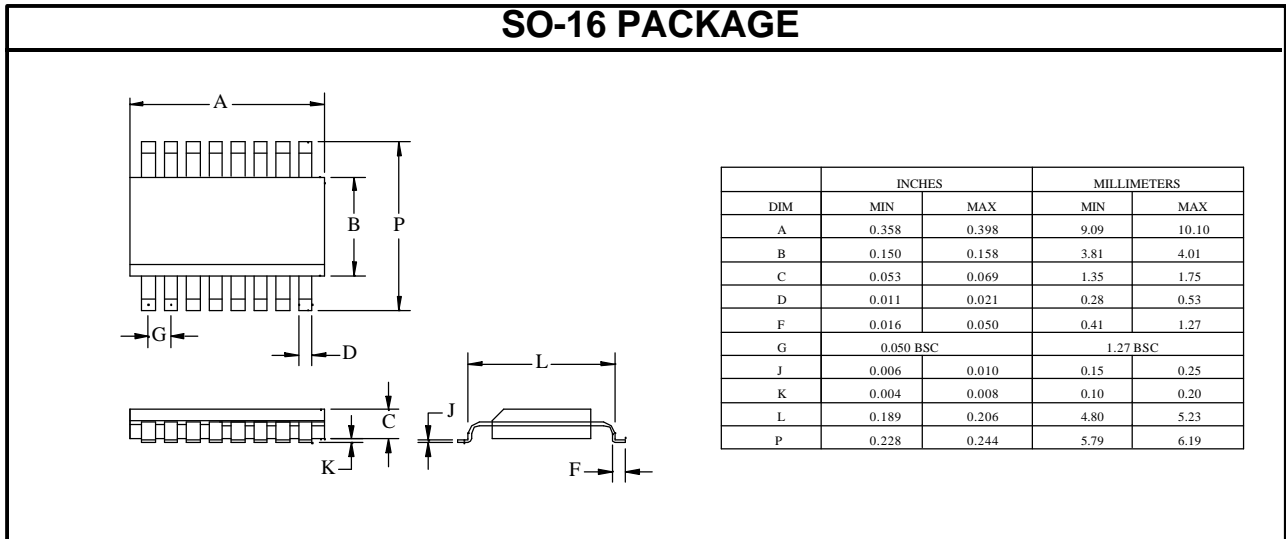 SO-16 PACKAGE
A
B
P
G
D
L
J
C
K
F
INCHES MILLIMETERS
DIM MIN MAX MIN MAX
A 0.358 0.398 9.09 10.10
B 0.150 0.158 3.81 4.01
C 0.053 0.069 1.35 1.75
D 0.011 0.021 0.28 0.53
F 0.016 0.050 0.41 1.27
G 0.050 BSC 1.27 BSC
J 0.006 0.010 0.15 0.25
K 0.004 0.008 0.10 0.20
L 0.189 0.206 4.80 5.23
P 0.228 0.244 5.79 6.19